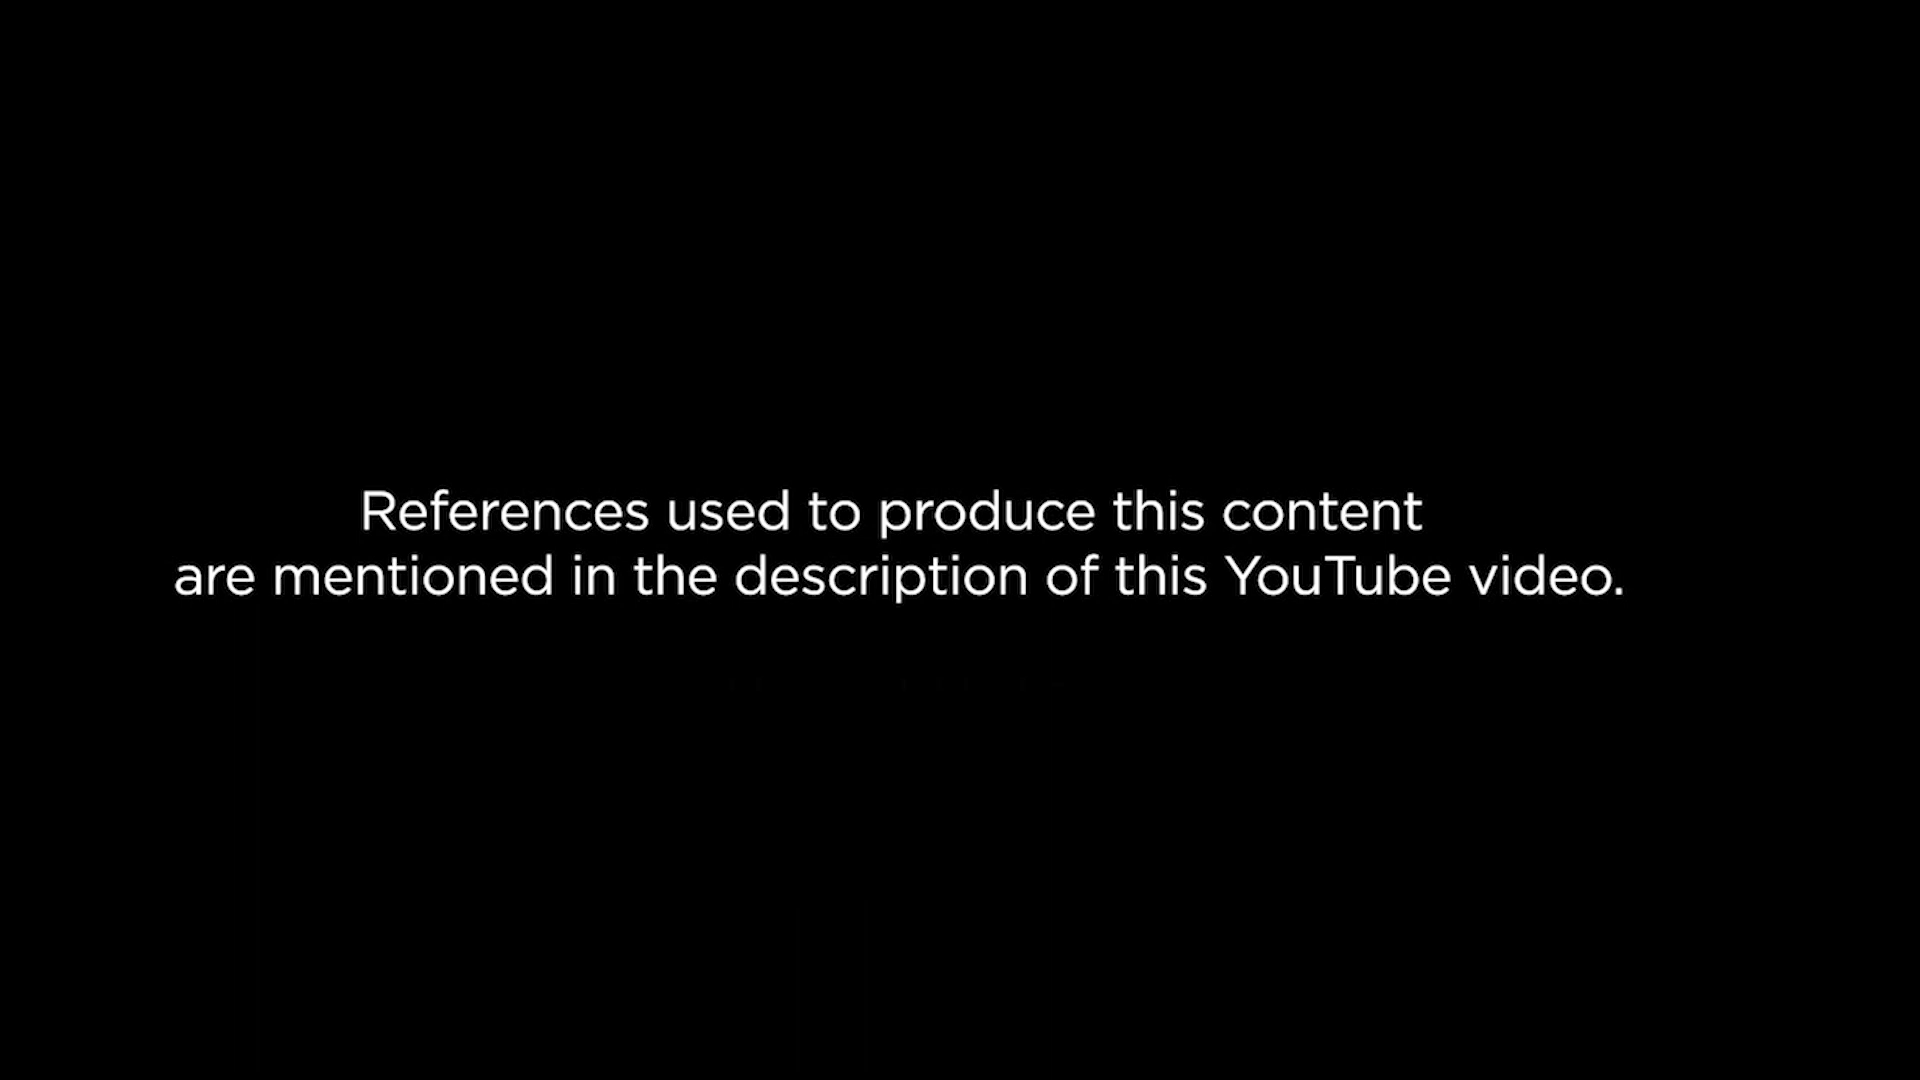 References used to produce this content
are mentioned in the description of this YouTube video.